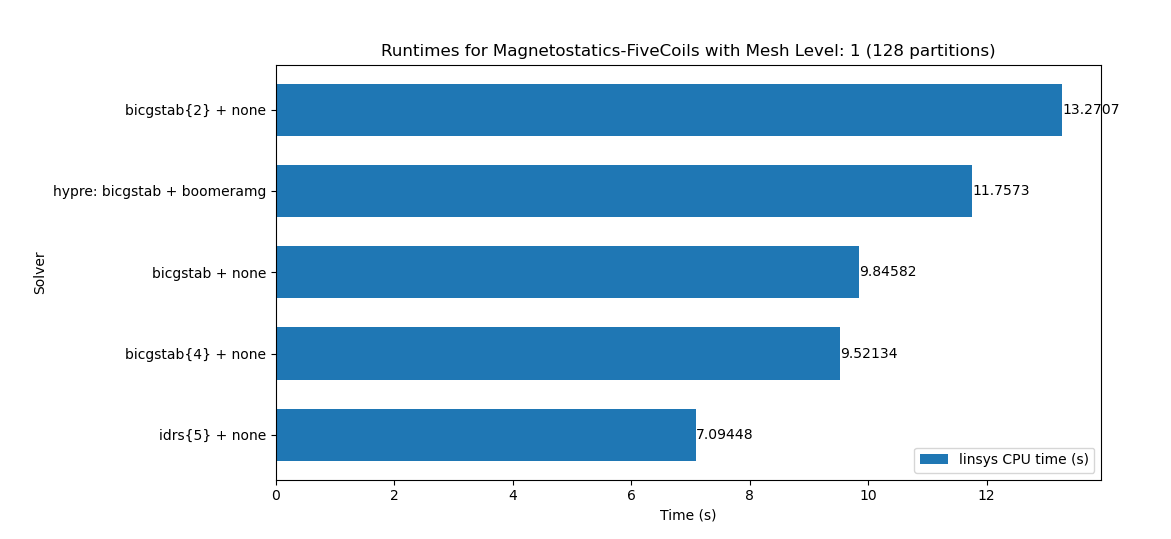 Runtimes for Magnetostatics-FiveCoils with Mesh Level: 1 (128 partitions)
bicgstab{2} + none
13.2707
hypre: bicgstab + boomeramg
11.7573
bicgstab + none
9.84582
bicgstab{4} + none
9.52134
idrs{5} + none
7.09448
Solver
linsys CPU time (s)
0 2 4 6 8 10 12
Time (s)